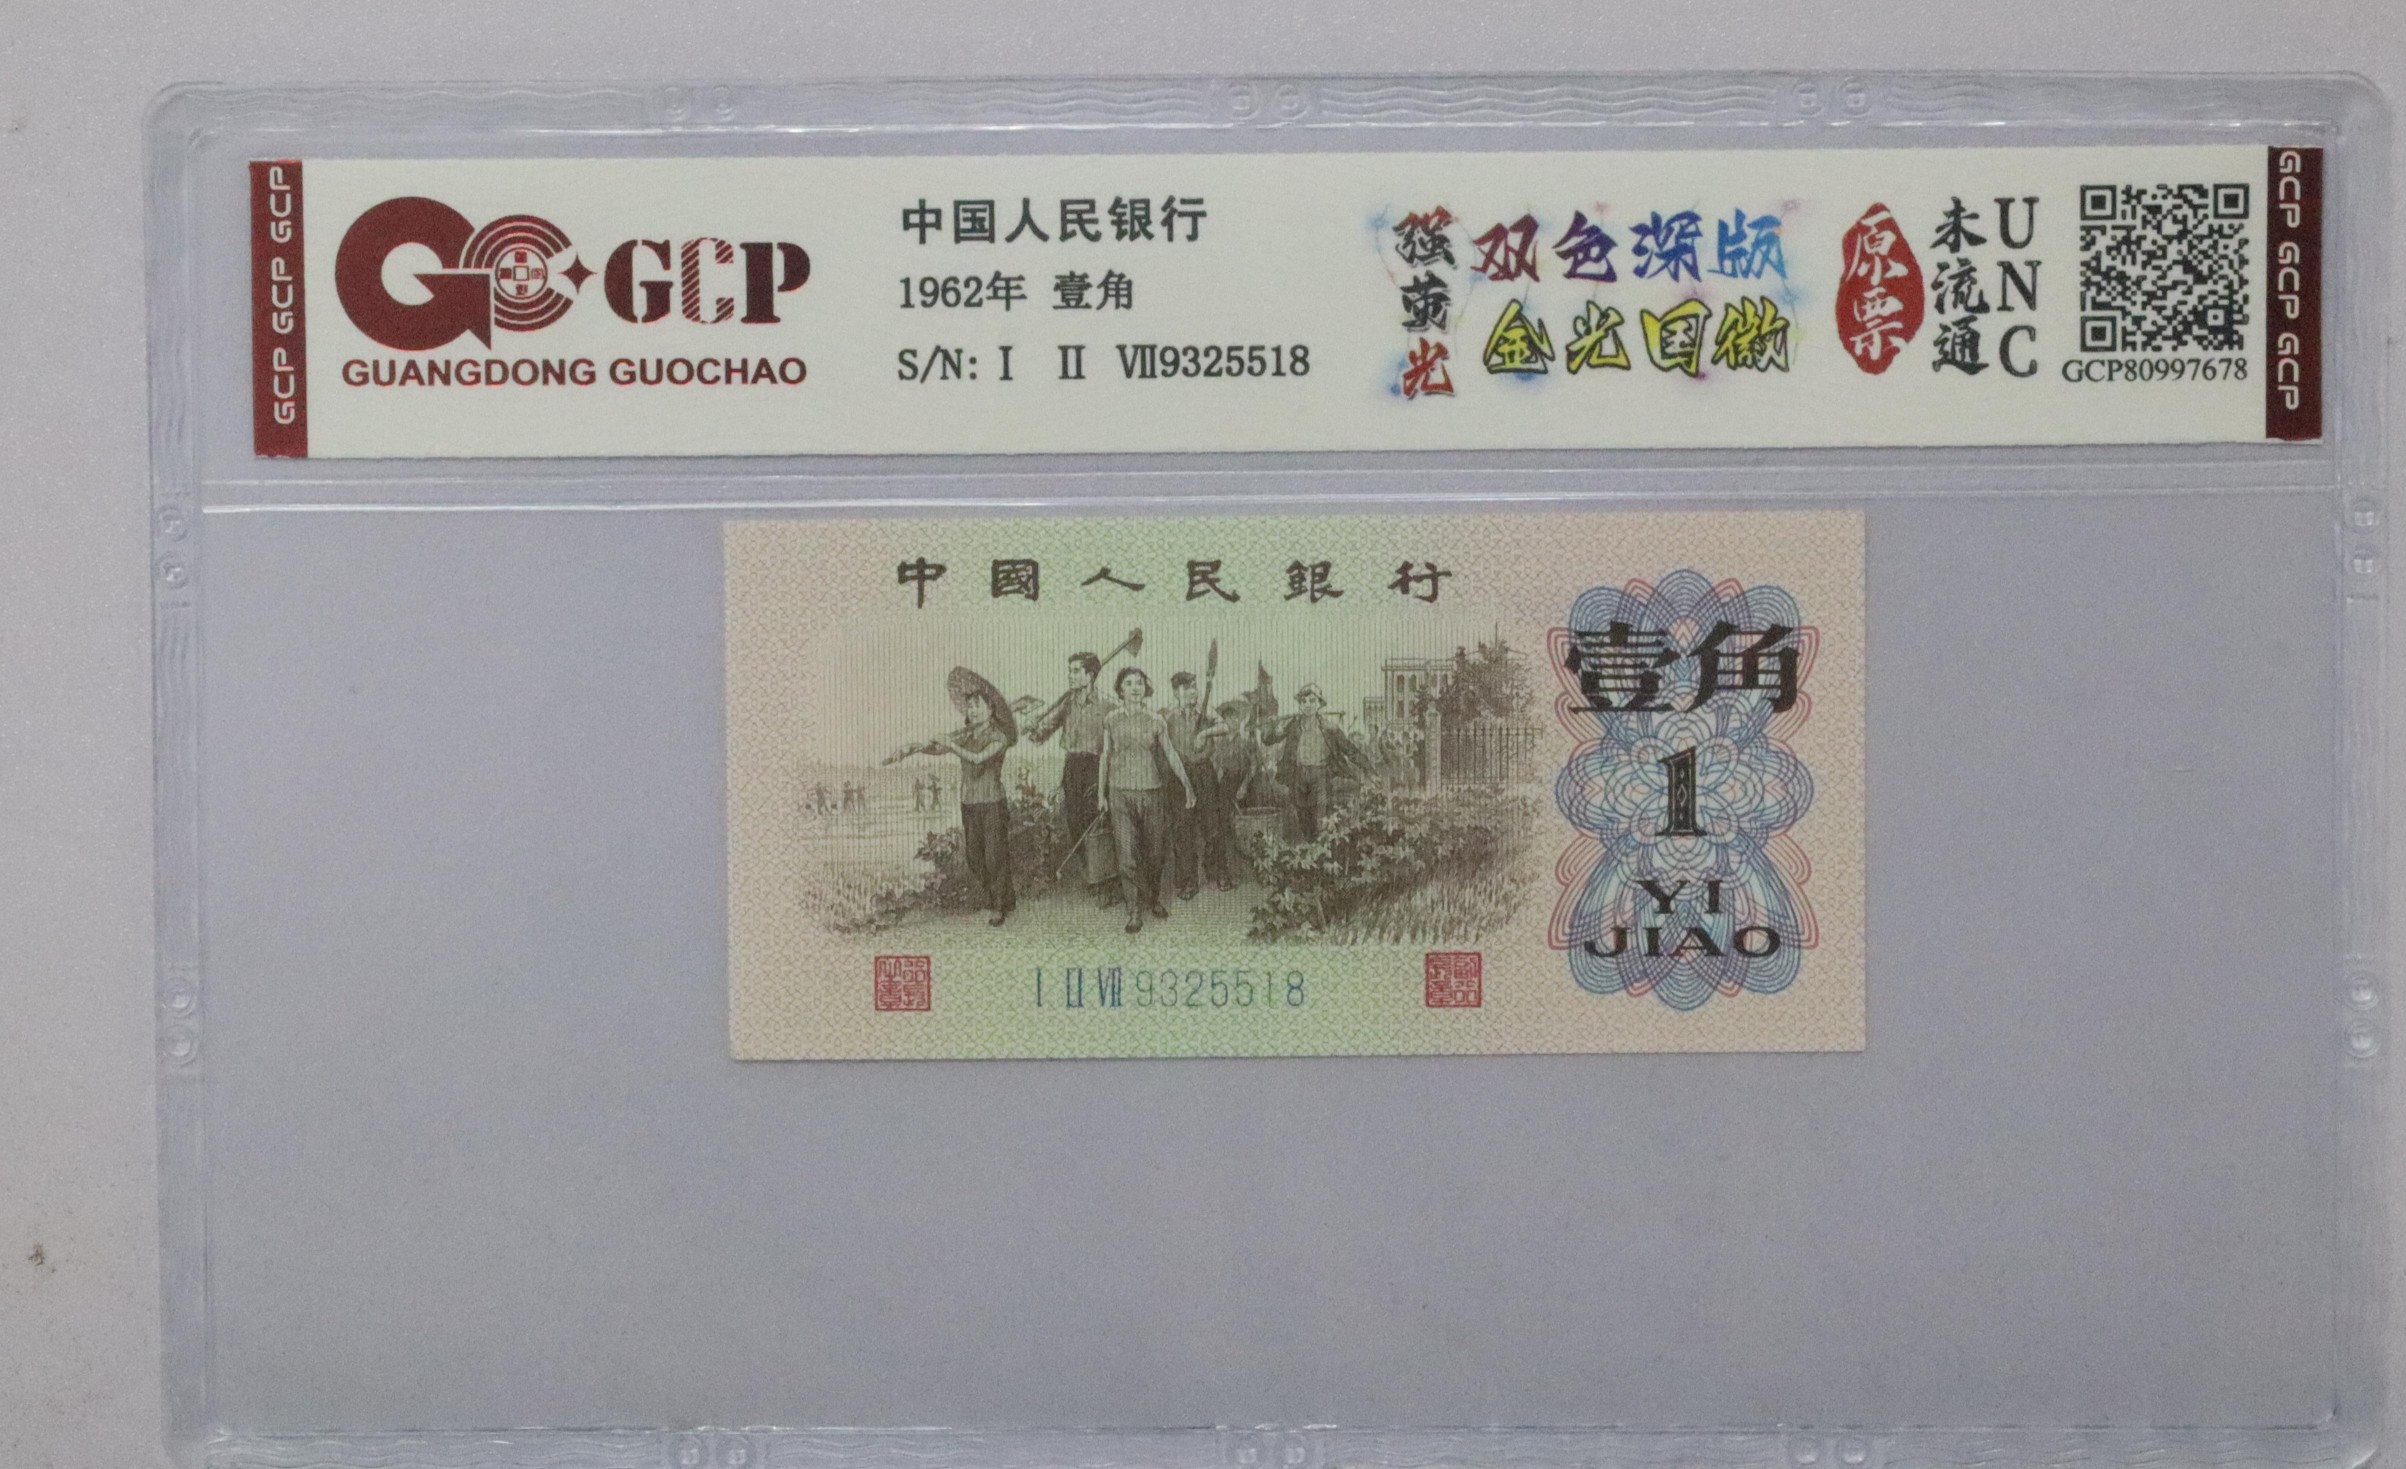 GCP GCP GCP
GCP
GUANGDONG GUOCHAO
中国人民银行
1962年 壹角
S/N: I II VII9325518
强荧光
双色深版
金光国徽
原票
未流通
UNC
GCP80997678
GCP GCP GCP
中國人民銀行
壹角
1
YI
JIAO
I II VII 9325518